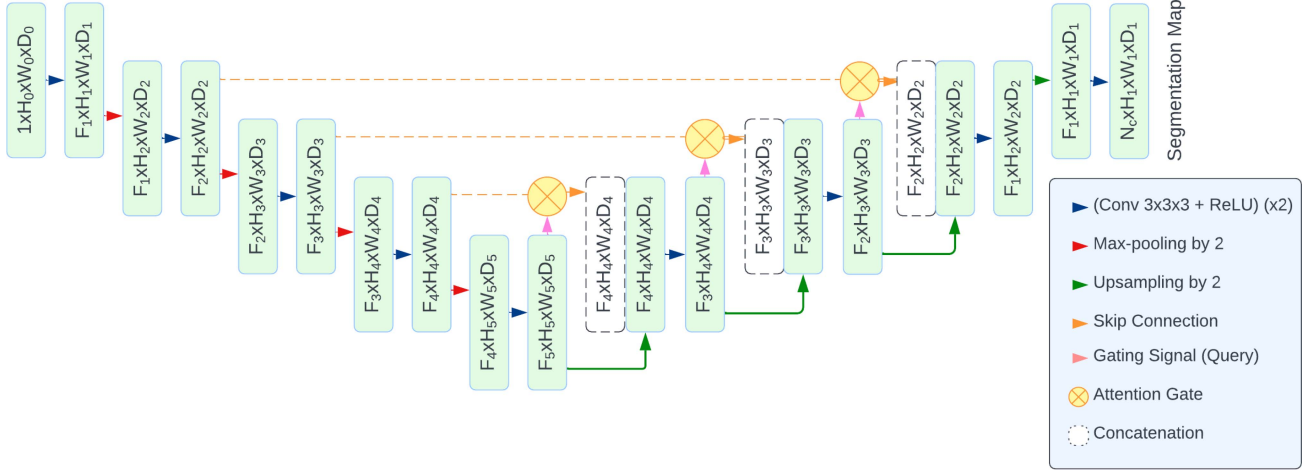 1xH₀xW₀xD₀
F₁xH₁xW₁xD₁
F₁xH₂xW₂xD₂
F₂xH₂xW₂xD₂
F₂xH₃xW₃xD₃
F₃xH₃xW₃xD₃
F₃xH₄xW₄xD₄
F₄xH₄xW₄xD₄
F₄xH₅xW₅xD₅
F₅xH₅xW₅xD₅
F₄xH₄xW₄xD₄
F₄xH₄xW₄xD₄
F₃xH₄xW₄xD₄
F₃xH₃xW₃xD₃
F₃xH₃xW₃xD₃
F₂xH₃xW₃xD₃
F₂xH₂xW₂xD₂
F₂xH₂xW₂xD₂
F₁xH₂xW₂xD₂
F₁xH₁xW₁xD₁
N꜀xH₁xW₁xD₁
Segmentation Map
(Conv 3x3x3 + ReLU) (x2)
Max-pooling by 2
Upsampling by 2
Skip Connection
Gating Signal (Query)
Attention Gate
Concatenation